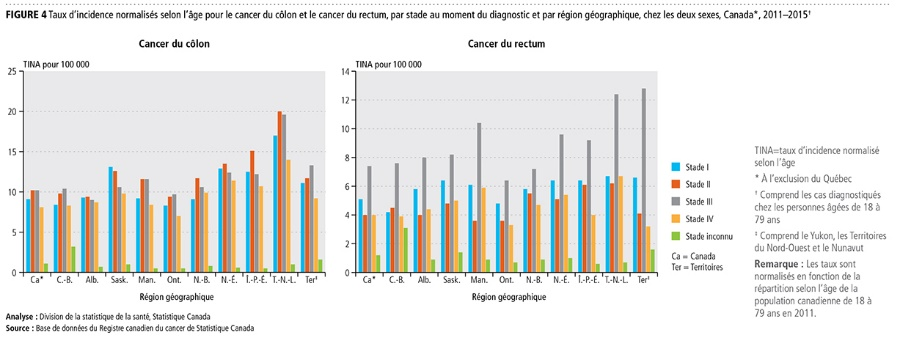 FIGURE 4 Taux d'incidence normalisés selon l'âge pour le cancer du côlon et le cancer du rectum, par stade au moment du diagnostic et par région géographique, chez les deux sexes, Canada*, 2011–2015†
Cancer du côlon
TINA pour 100 000
25
20
15
10
5
0
Ca* C.-B. Alb. Sask. Man. Ont. N.-B. N.-É. Î.-P.-É. T.-N.-L. Ter‡
Région géographique
Cancer du rectum
TINA pour 100 000
14
12
10
8
6
4
2
0
Ca* C.-B. Alb. Sask. Man. Ont. N.-B. N.-É. Î.-P.-É. T.-N.-L. Ter‡
Région géographique
Stade I
Stade II
Stade III
Stade IV
Stade inconnu
Ca = Canada
Ter = Territoires
TINA=taux d'incidence normalisé
selon l'âge
* À l'exclusion du Québec
† Comprend les cas diagnostiqués
chez les personnes âgées de 18 à
79 ans
‡ Comprend le Yukon, les Territoires
du Nord-Ouest et le Nunavut
Remarque : Les taux sont
normalisés en fonction de la
répartition selon l'âge de la
population canadienne de 18 à
79 ans en 2011.
Analyse : Division de la statistique de la santé, Statistique Canada
Source : Base de données du Registre canadien du cancer de Statistique Canada